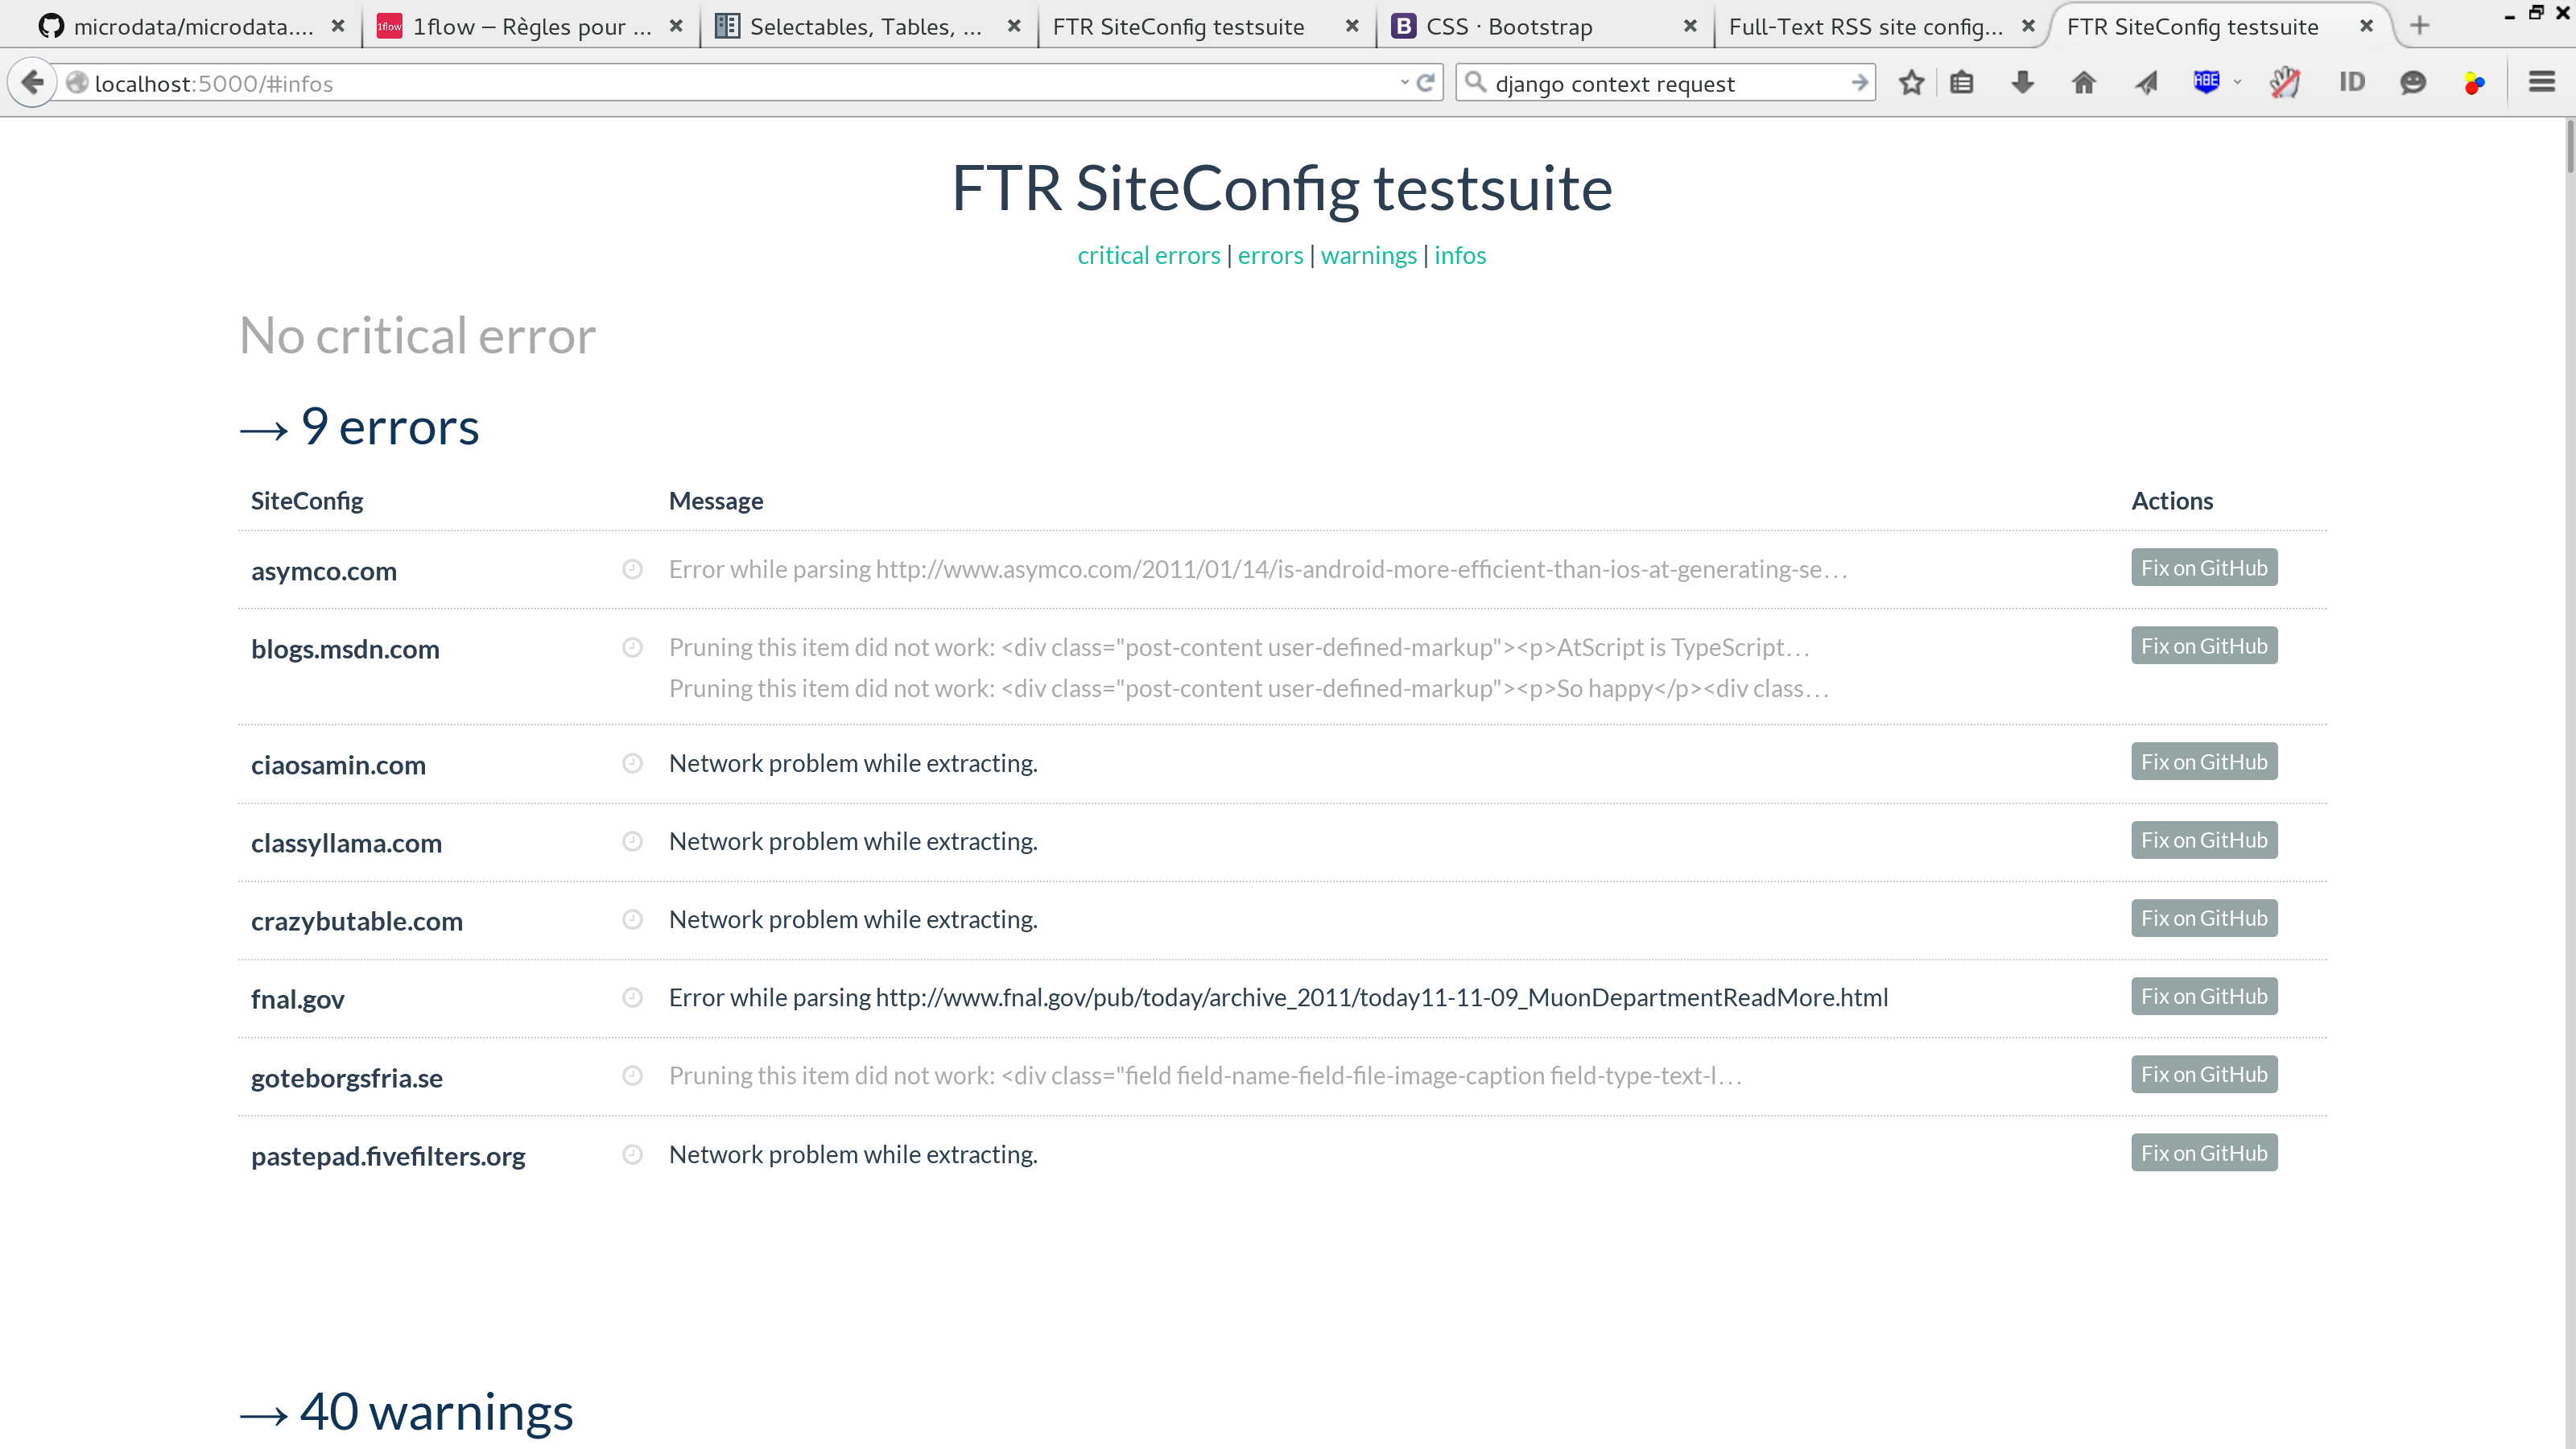 microdata/microdata....
1flow — Règles pour ...
Selectables, Tables, ...
FTR SiteConfig testsuite
CSS · Bootstrap
Full-Text RSS site config...
FTR SiteConfig testsuite
localhost:5000/#infos
django context request
ABE
ID
FTR SiteConfig testsuite
critical errors | errors | warnings | infos
No critical error
→ 9 errors
SiteConfig Message Actions
asymco.com Error while parsing http://www.asymco.com/2011/01/14/is-android-more-efficient-than-ios-at-generating-se... Fix on GitHub
blogs.msdn.com Pruning this item did not work: <div class="post-content user-defined-markup"><p>AtScript is TypeScript... Fix on GitHub
Pruning this item did not work: <div class="post-content user-defined-markup"><p>So happy</p><div class...
ciaosamin.com Network problem while extracting. Fix on GitHub
classyllama.com Network problem while extracting. Fix on GitHub
crazybutable.com Network problem while extracting. Fix on GitHub
fnal.gov Error while parsing http://www.fnal.gov/pub/today/archive_2011/today11-11-09_MuonDepartmentReadMore.html Fix on GitHub
goteborgsfria.se Pruning this item did not work: <div class="field field-name-field-file-image-caption field-type-text-l... Fix on GitHub
pastepad.fivefilters.org Network problem while extracting. Fix on GitHub
→ 40 warnings